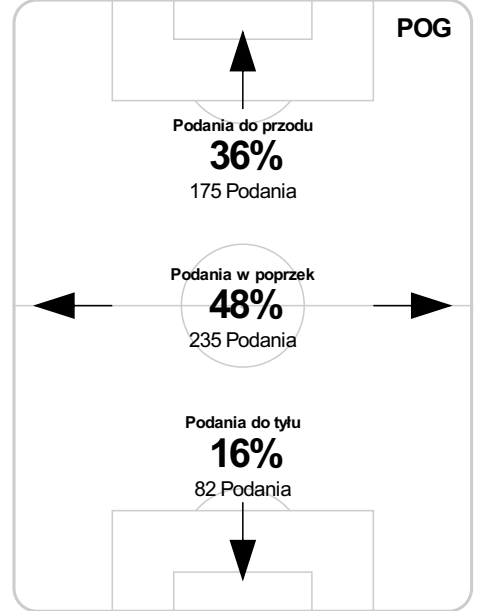 POG
Podania do przodu
36%
175 Podania
Podania w poprzek
48%
235 Podania
Podania do tyłu
16%
82 Podania